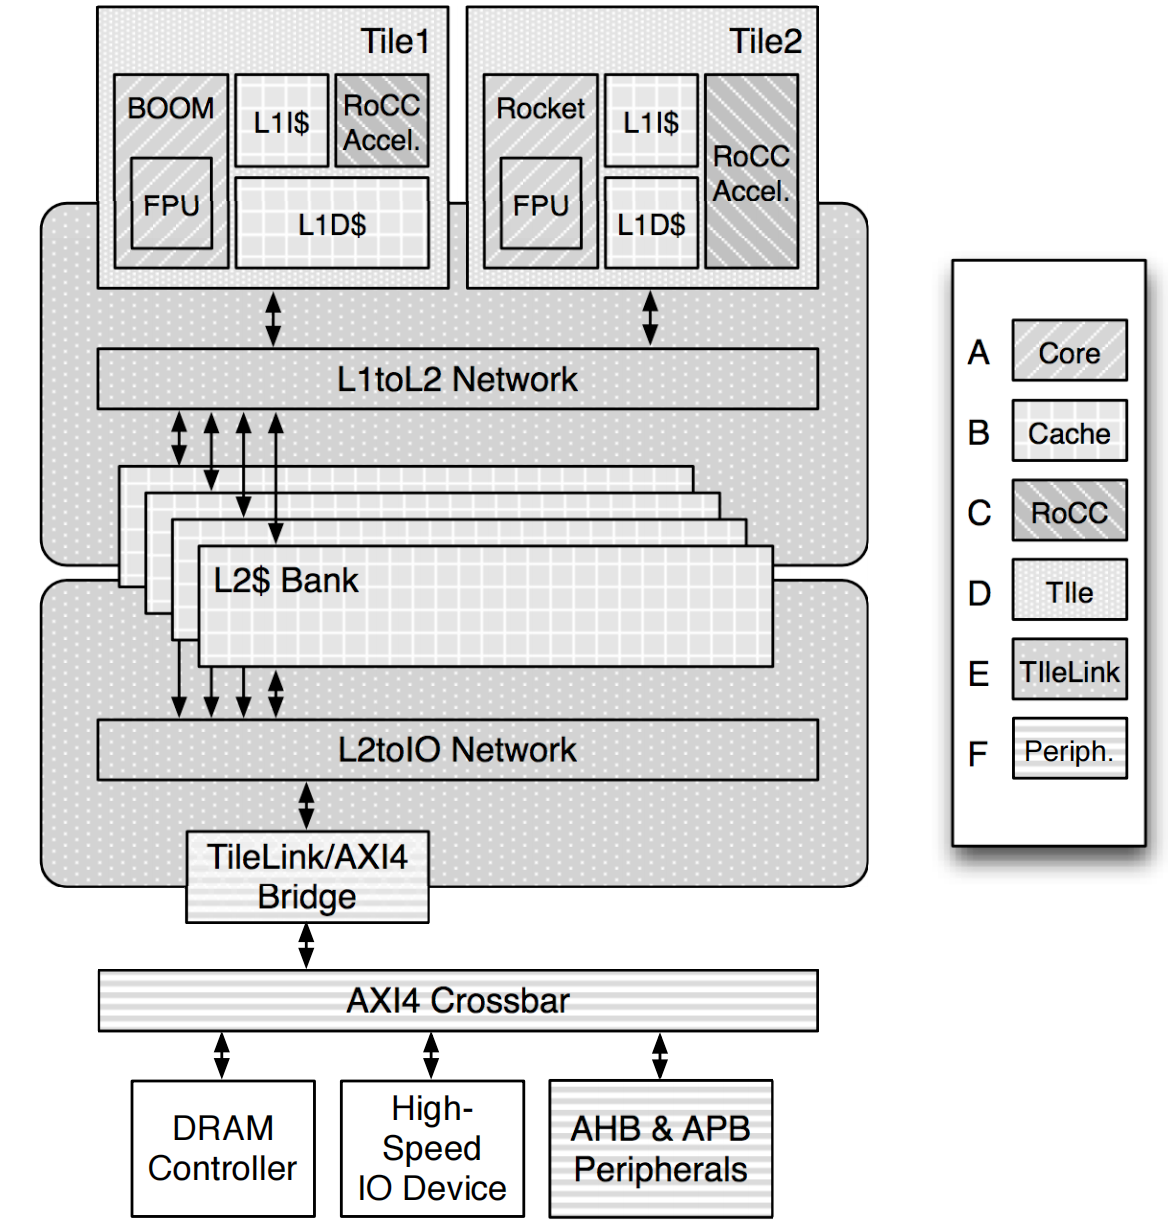 Tile1
BOOM
FPU
L1I$
RoCC
Accel.
L1D$
Tile2
Rocket
FPU
L1I$
L1D$
RoCC
Accel.
L1toL2 Network
L2$ Bank
L2toIO Network
TileLink/AXI4
Bridge
AXI4 Crossbar
DRAM
Controller
High-
Speed
IO Device
AHB & APB
Peripherals
A Core
B Cache
C RoCC
D TIle
E TIleLink
F Periph.